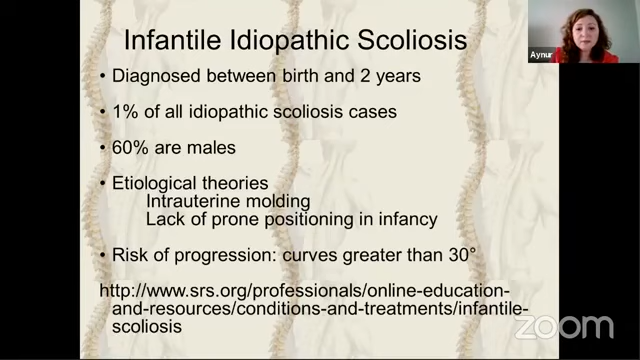 Infantile Idiopathic Scoliosis
• Diagnosed between birth and 2 years
• 1% of all idiopathic scoliosis cases
• 60% are males
• Etiological theories
Intrauterine molding
Lack of prone positioning in infancy
• Risk of progression: curves greater than 30°
http://www.srs.org/professionals/online-education-
and-resources/conditions-and-treatments/infantile-
scoliosis
Aynur
zoom